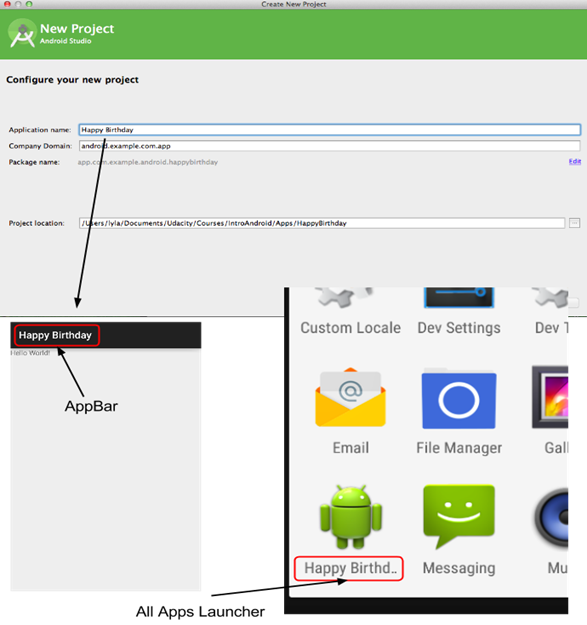 Create New Project
New Project
Android Studio
Configure your new project
Application name: Happy Birthday
Company Domain: android.example.com.app
Package name: app.com.example.android.happybirthday Edit
Project location: /Users/lyla/Documents/Udacity/Courses/IntroAndroid/Apps/HappyBirthday ...
Happy Birthday
Hello World!
AppBar
Custom Locale Dev Settings Dev T
Email File Manager Gall
Happy Birthd.. Messaging Mu
All Apps Launcher